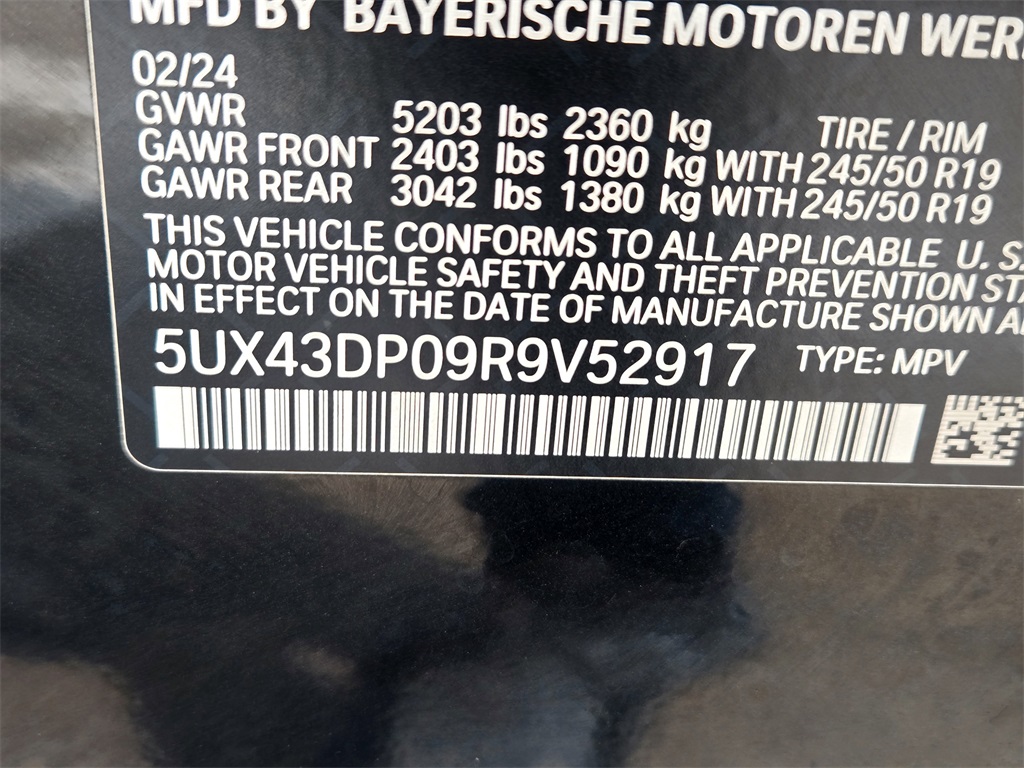 MFD BY BAYERISCHE MOTOREN
02/24
GVWR 5203 lbs 2360 kg TIRE / RIM
GAWR FRONT 2403 lbs 1090 kg WITH 245/50 R19
GAWR REAR 3042 lbs 1380 kg WITH 245/50 R19
THIS VEHICLE CONFORMS TO ALL APPLICABLE U. S.
MOTOR VEHICLE SAFETY AND THEFT PREVENTION
IN EFFECT ON THE DATE OF MANUFACTURE SHOWN
5UX43DP09R9V52917 TYPE: MPV